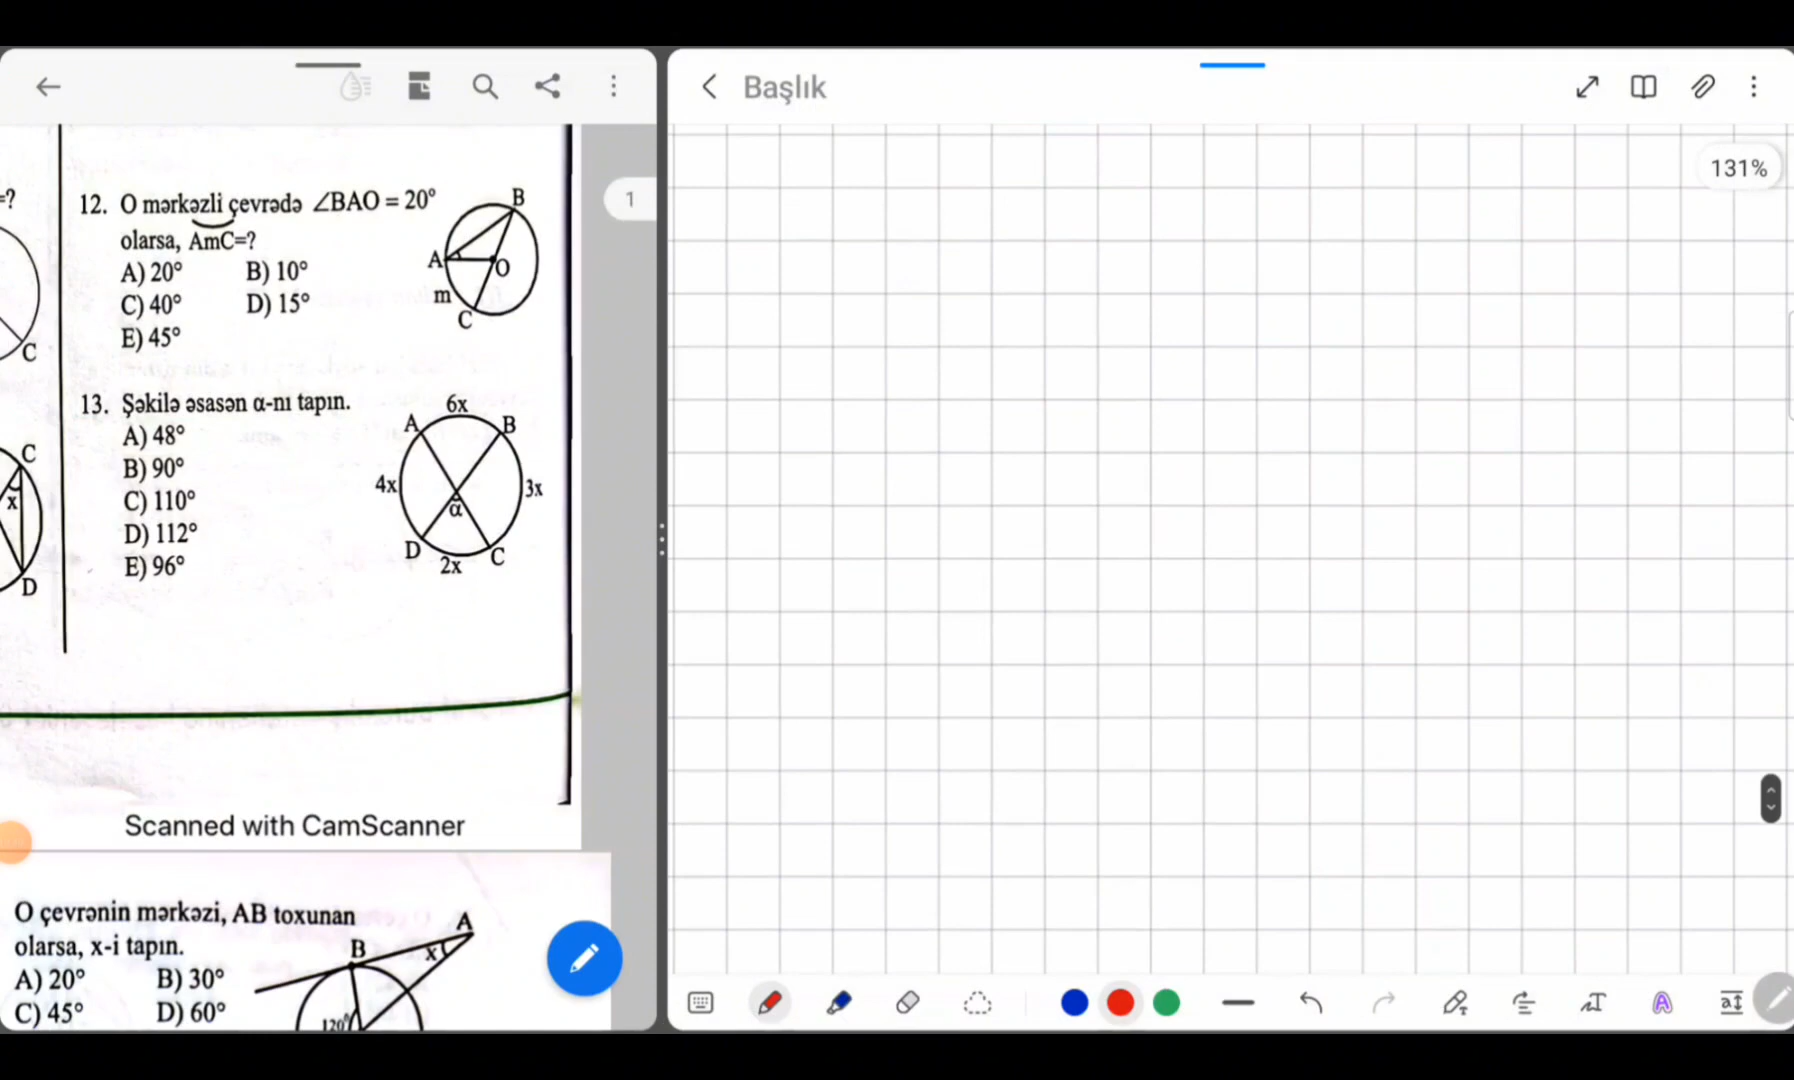 Başlık
131%
1
=?
C
C
x
D
12. O mərkəzli çevrədə ∠BAO = 20°
olarsa, AmC=?
A) 20° B) 10°
C) 40° D) 15°
E) 45°
B
A
O
m
C
13. Şəkilə əsasən α-nı tapın.
A) 48°
B) 90°
C) 110°
D) 112°
E) 96°
6x
A B
4x 3x
α
D C
2x
Scanned with CamScanner
O çevrənin mərkəzi, AB toxunan
olarsa, x-i tapın.
A) 20° B) 30°
C) 45° D) 60°
A
B
x
120°